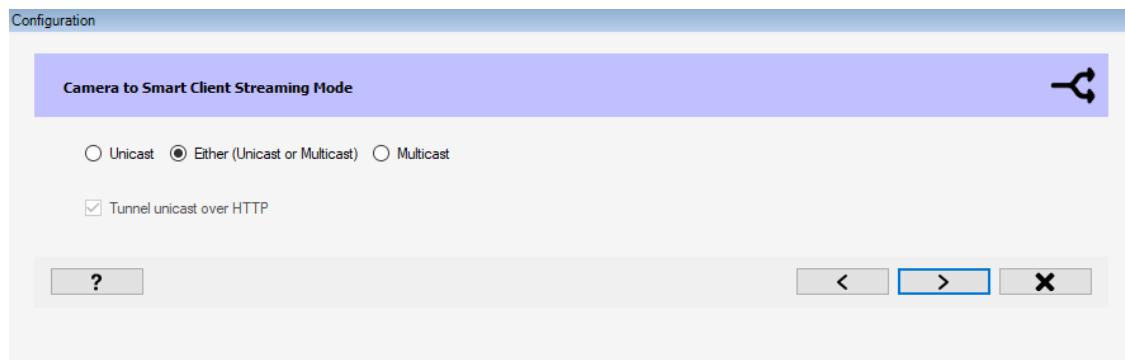 Configuration
Camera to Smart Client Streaming Mode
Unicast Either (Unicast or Multicast) Multicast
Tunnel unicast over HTTP
? < > X